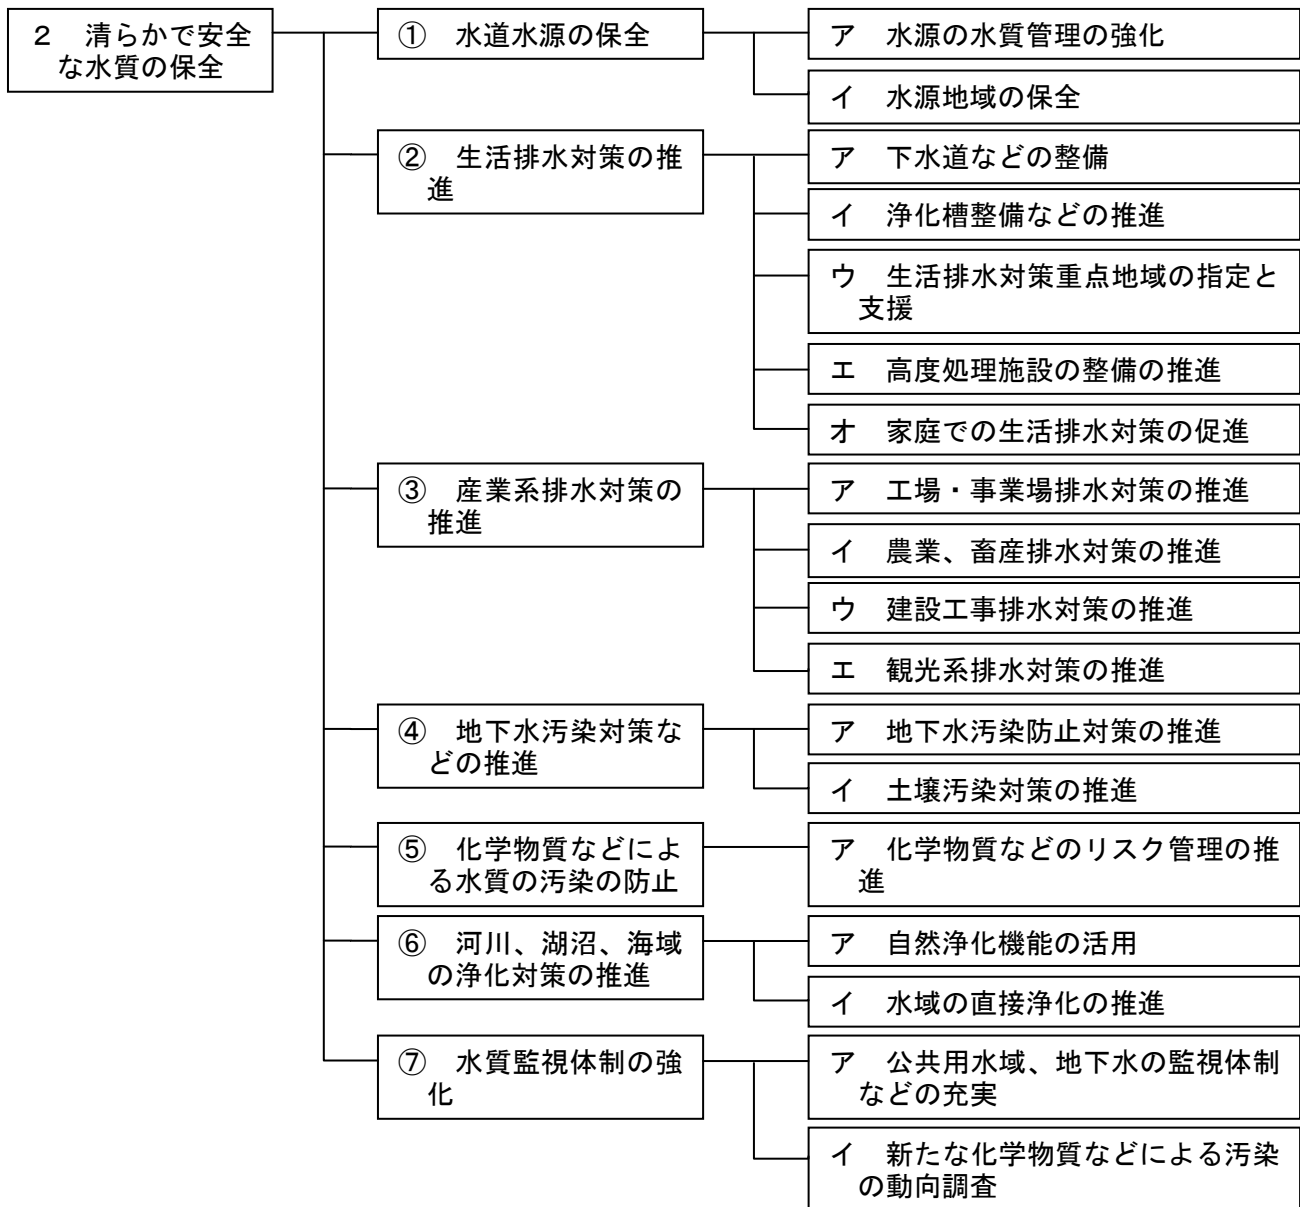 ２　清らかで安全
な水質の保全
①　水道水源の保全
ア　水源の水質管理の強化
イ　水源地域の保全
②　生活排水対策の推
進
ア　下水道などの整備
イ　浄化槽整備などの推進
ウ　生活排水対策重点地域の指定と
支援
エ　高度処理施設の整備の推進
オ　家庭での生活排水対策の促進
③　産業系排水対策の
推進
ア　工場・事業場排水対策の推進
イ　農業、畜産排水対策の推進
ウ　建設工事排水対策の推進
エ　観光系排水対策の推進
④　地下水汚染対策な
どの推進
ア　地下水汚染防止対策の推進
イ　土壌汚染対策の推進
⑤　化学物質などによ
る水質の汚染の防止
ア　化学物質などのリスク管理の推
進
⑥　河川、湖沼、海域
の浄化対策の推進
ア　自然浄化機能の活用
イ　水域の直接浄化の推進
⑦　水質監視体制の強
化
ア　公共用水域、地下水の監視体制
などの充実
イ　新たな化学物質などによる汚染
の動向調査